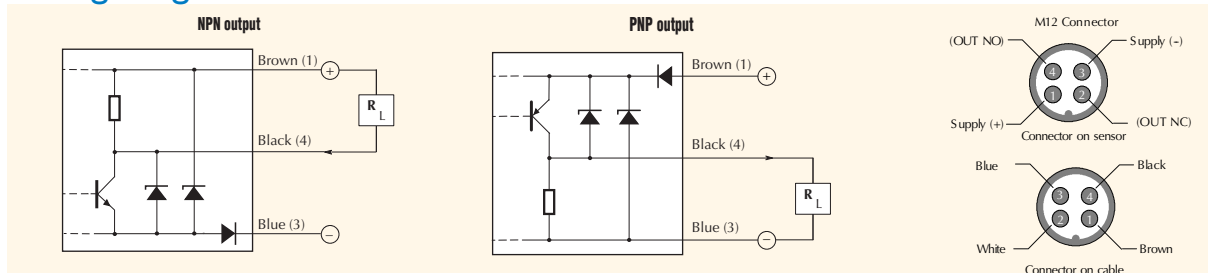 NPN output
Brown (1)
+
R L
Black (4)
Blue (3)
−
PNP output
Brown (1)
+
Black (4)
R L
Blue (3)
−
M12 Connector
(OUT NO)
Supply (-)
4 3
1 2
Supply (+)
(OUT NC)
Connector on sensor
Blue
Black
3 4
2 1
White
Brown
Connector on cable